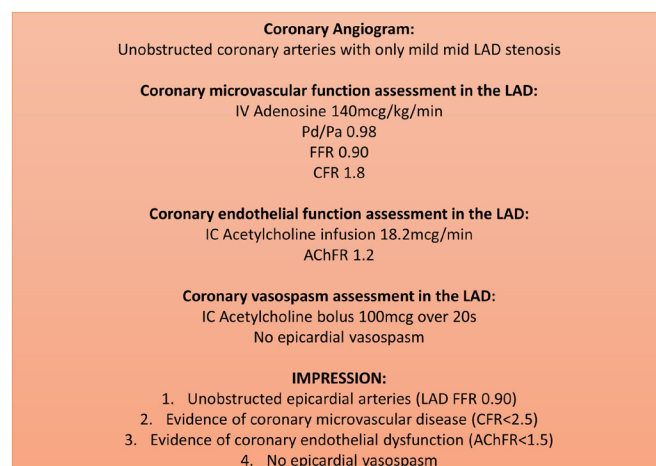 Coronary Angiogram:
Unobstructed coronary arteries with only mild mid LAD stenosis
Coronary microvascular function assessment in the LAD:
IV Adenosine 140mcg/kg/min
Pd/Pa 0.98
FFR 0.90
CFR 1.8
Coronary endothelial function assessment in the LAD:
IC Acetylcholine infusion 18.2mcg/min
AChFR 1.2
Coronary vasospasm assessment in the LAD:
IC Acetylcholine bolus 100mcg over 20s
No epicardial vasospasm
IMPRESSION:
1. Unobstructed epicardial arteries (LAD FFR 0.90)
2. Evidence of coronary microvascular disease (CFR<2.5)
3. Evidence of coronary endothelial dysfunction (AChFR<1.5)
4. No epicardial vasospasm